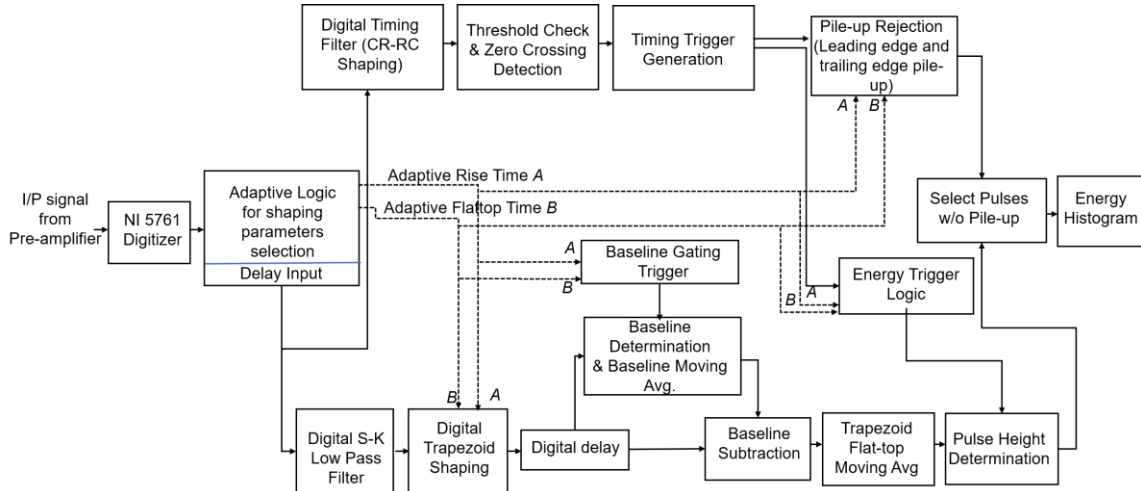 Digital Timing
Filter (CR-RC
Shaping)
Threshold Check
& Zero Crossing
Detection
Timing Trigger
Generation
Pile-up Rejection
(Leading edge and
trailing edge pile-
up)
A
B
I/P signal
from
Pre-amplifier
NI 5761
Digitizer
Adaptive Logic
for shaping
parameters
selection
Delay Input
Adaptive Rise Time A
Adaptive Flattop Time B
Select Pulses
w/o Pile-up
Energy
Histogram
A
B
Baseline Gating
Trigger
B
A
Energy Trigger
Logic
Baseline
Determination
& Baseline Moving
Avg.
B
A
Digital S-K
Low Pass
Filter
Digital
Trapezoid
Shaping
Digital delay
Baseline
Subtraction
Trapezoid
Flat-top
Moving Avg
Pulse Height
Determination